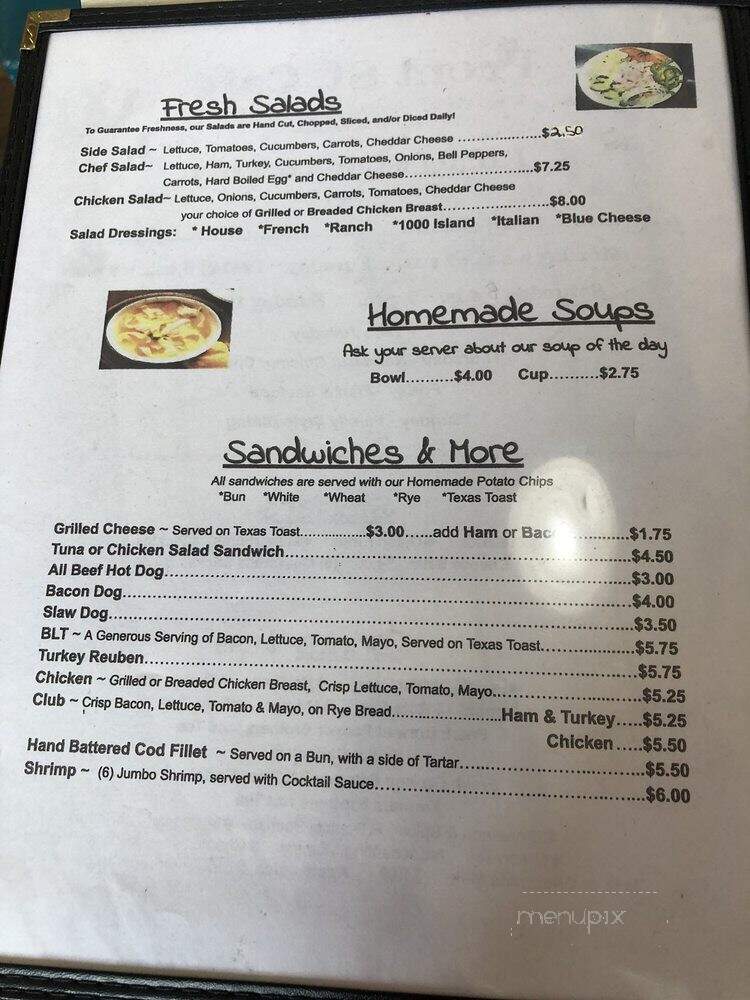 Fresh Salads
To Guarantee Freshness, our Salads are Hand Cut, Chopped, Sliced, and/or Diced Daily!
Side Salad ~ Lettuce, Tomatoes, Cucumbers, Carrots, Cheddar Cheese ....................$2.50
Chef Salad~ Lettuce, Ham, Turkey, Cucumbers, Tomatoes, Onions, Bell Peppers,
Carrots, Hard Boiled Egg* and Cheddar Cheese..............................$7.25
Chicken Salad~ Lettuce, Onions, Cucumbers, Carrots, Tomatoes, Cheddar Cheese
your choice of Grilled or Breaded Chicken Breast.........................$8.00
Salad Dressings: * House *French *Ranch *1000 Island *Italian *Blue Cheese
Homemade Soups
Ask your server about our soup of the day
Bowl..........$4.00 Cup..........$2.75
Sandwiches & More
All sandwiches are served with our Homemade Potato Chips
*Bun *White *Wheat *Rye *Texas Toast
Grilled Cheese ~ Served on Texas Toast................$3.00......add Ham or Bac ............$1.75
Tuna or Chicken Salad Sandwich.................................................................$4.50
All Beef Hot Dog.................................................................$3.00
Bacon Dog.................................................................$4.00
Slaw Dog.................................................................$3.50
BLT ~ A Generous Serving of Bacon, Lettuce, Tomato, Mayo, Served on Texas Toast..................$5.75
Turkey Reuben.................................................................$5.75
Chicken ~ Grilled or Breaded Chicken Breast, Crisp Lettuce, Tomato, Mayo..............................$5.25
Club ~ Crisp Bacon, Lettuce, Tomato & Mayo, on Rye Bread......................Ham & Turkey.....$5.25
Chicken .....$5.50
Hand Battered Cod Fillet ~ Served on a Bun, with a side of Tartar...................................$5.50
Shrimp ~ (6) Jumbo Shrimp, served with Cocktail Sauce..................................................$6.00
menupix